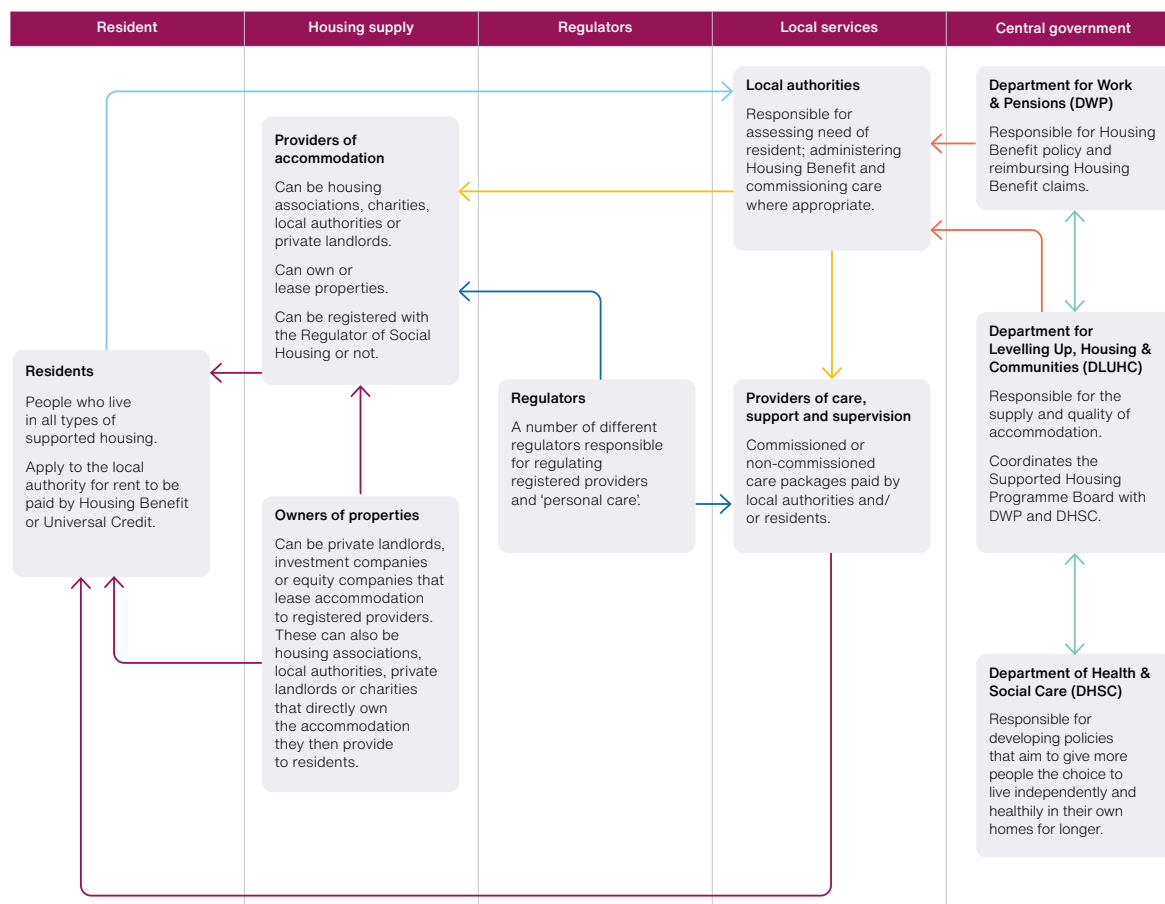 Resident
Housing supply
Regulators
Local services
Central government
Residents
People who live
in all types of
supported housing.
Apply to the local
authority for rent to be
paid by Housing Benefit
or Universal Credit.
Providers of
accommodation
Can be housing
associations, charities,
local authorities or
private landlords.
Can own or
lease properties.
Can be registered with
the Regulator of Social
Housing or not.
Owners of properties
Can be private landlords,
investment companies
or equity companies that
lease accommodation
to registered providers.
These can also be
housing associations,
local authorities, private
landlords or charities
that directly own
the accommodation
they then provide
to residents.
Regulators
A number of different
regulators responsible
for regulating
registered providers
and ‘personal care’.
Local authorities
Responsible for
assessing need of
resident; administering
Housing Benefit and
commissioning care
where appropriate.
Providers of care,
support and supervision
Commissioned or
non-commissioned
care packages paid by
local authorities and/
or residents.
Department for Work
& Pensions (DWP)
Responsible for Housing
Benefit policy and
reimbursing Housing
Benefit claims.
Department for
Levelling Up, Housing &
Communities (DLUHC)
Responsible for the
supply and quality of
accommodation.
Coordinates the
Supported Housing
Programme Board with
DWP and DHSC.
Department of Health &
Social Care (DHSC)
Responsible for
developing policies
that aim to give more
people the choice to
live independently and
healthily in their own
homes for longer.